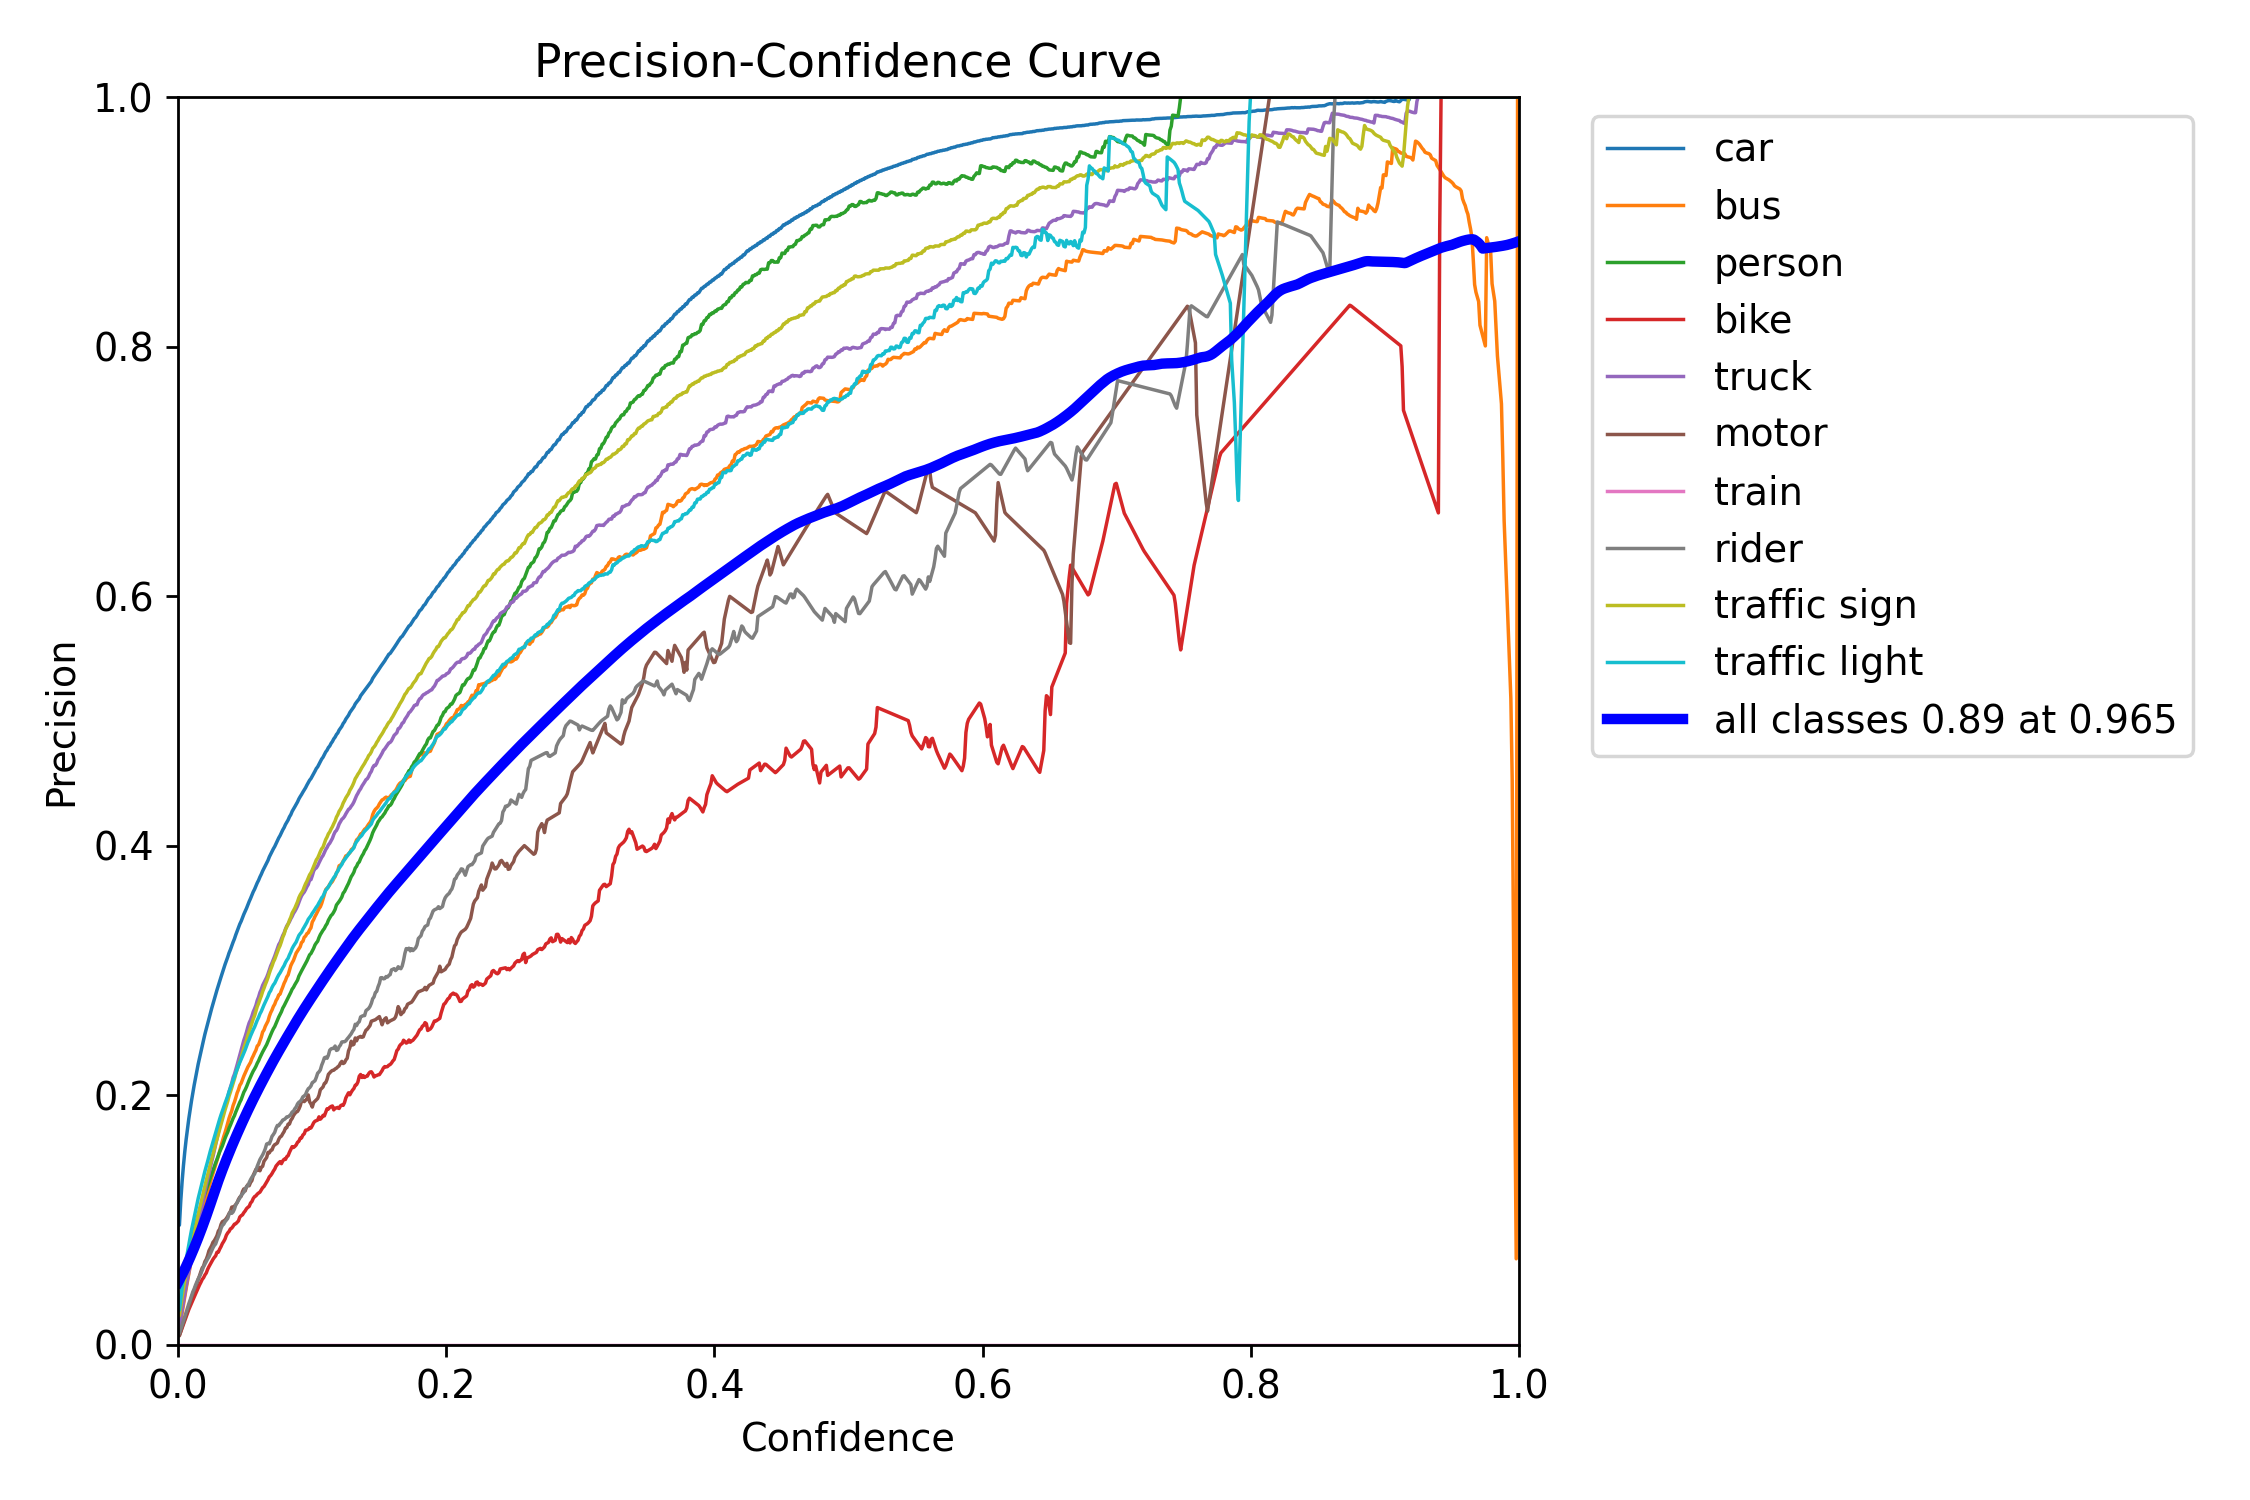 Precision-Confidence Curve
1.0
0.8
0.6
0.4
0.2
0.0
Precision
0.0 0.2 0.4 0.6 0.8 1.0
Confidence
car
bus
person
bike
truck
motor
train
rider
traffic sign
traffic light
all classes 0.89 at 0.965